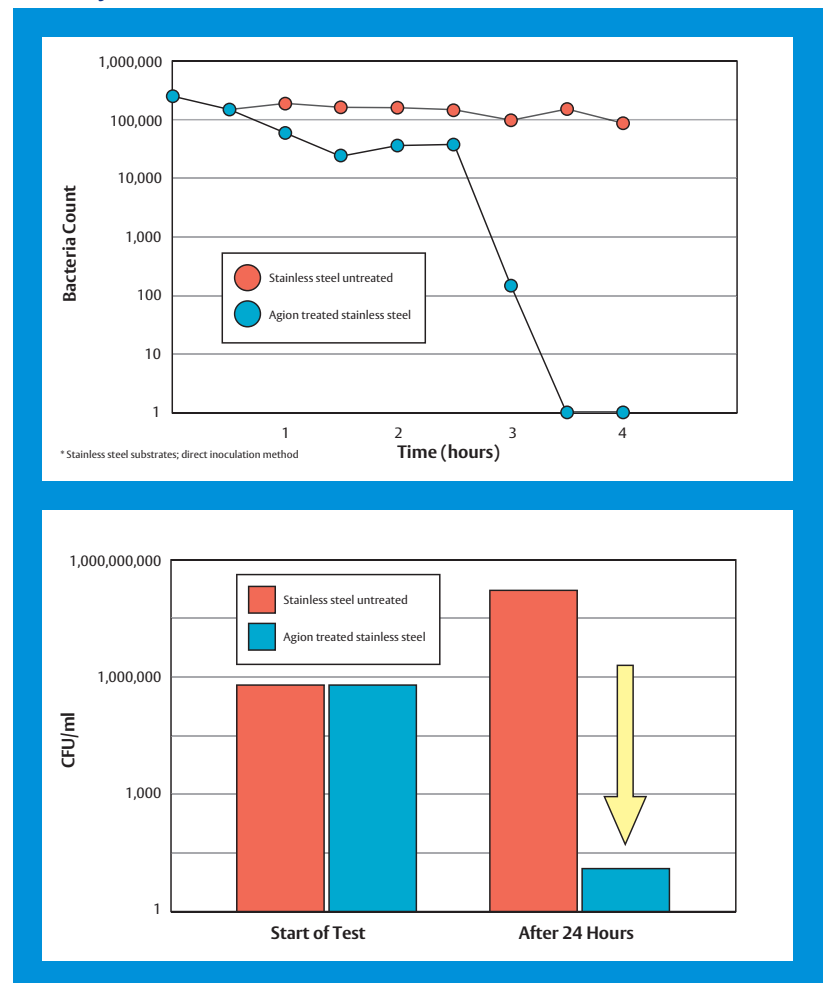 1,000,000
100,000
10,000
1,000
100
10
1
Bacteria Count
Stainless steel untreated
Agion treated stainless steel
1 2 3 4
Time (hours)
* Stainless steel substrates; direct inoculation method
1,000,000,000
1,000,000
1,000
1
CFU/ml
Stainless steel untreated
Agion treated stainless steel
Start of Test
After 24 Hours